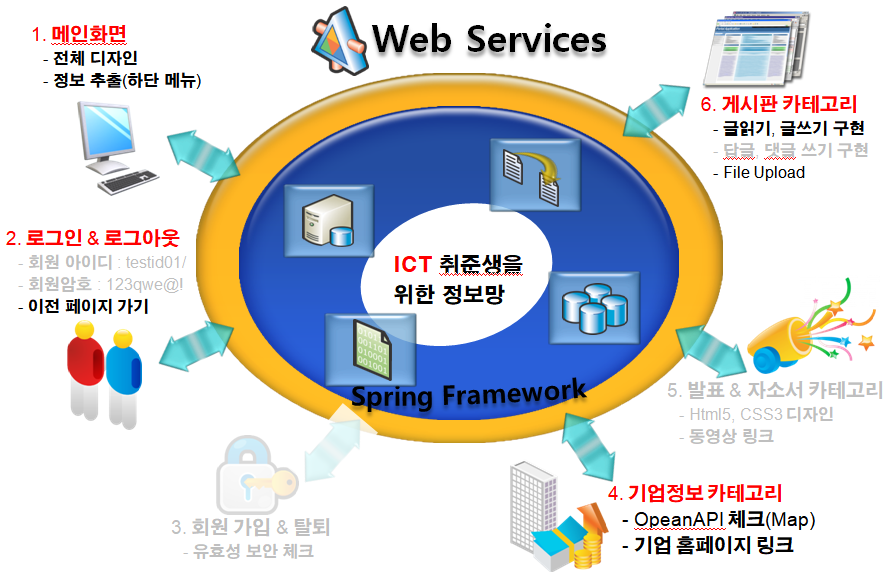 Web Services
1. 메인화면
- 전체 디자인
- 정보 추출(하단 메뉴)
6. 게시판 카테고리
- 글읽기, 글쓰기 구현
- 답글, 댓글 쓰기 구현
- File Upload
2. 로그인 & 로그아웃
- 회원 아이디 : testid01/
- 회원암호 : 123qwe@!
- 이전 페이지 가기
ICT 취준생을
위한 정보망
001
001101
010001
001001
Spring Framework
5. 발표 & 자소서 카테고리
- Html5, CSS3 디자인
- 동영상 링크
3. 회원 가입 & 탈퇴
- 유효성 보안 체크
4. 기업정보 카테고리
- OpeanAPI 체크(Map)
- 기업 홈페이지 링크